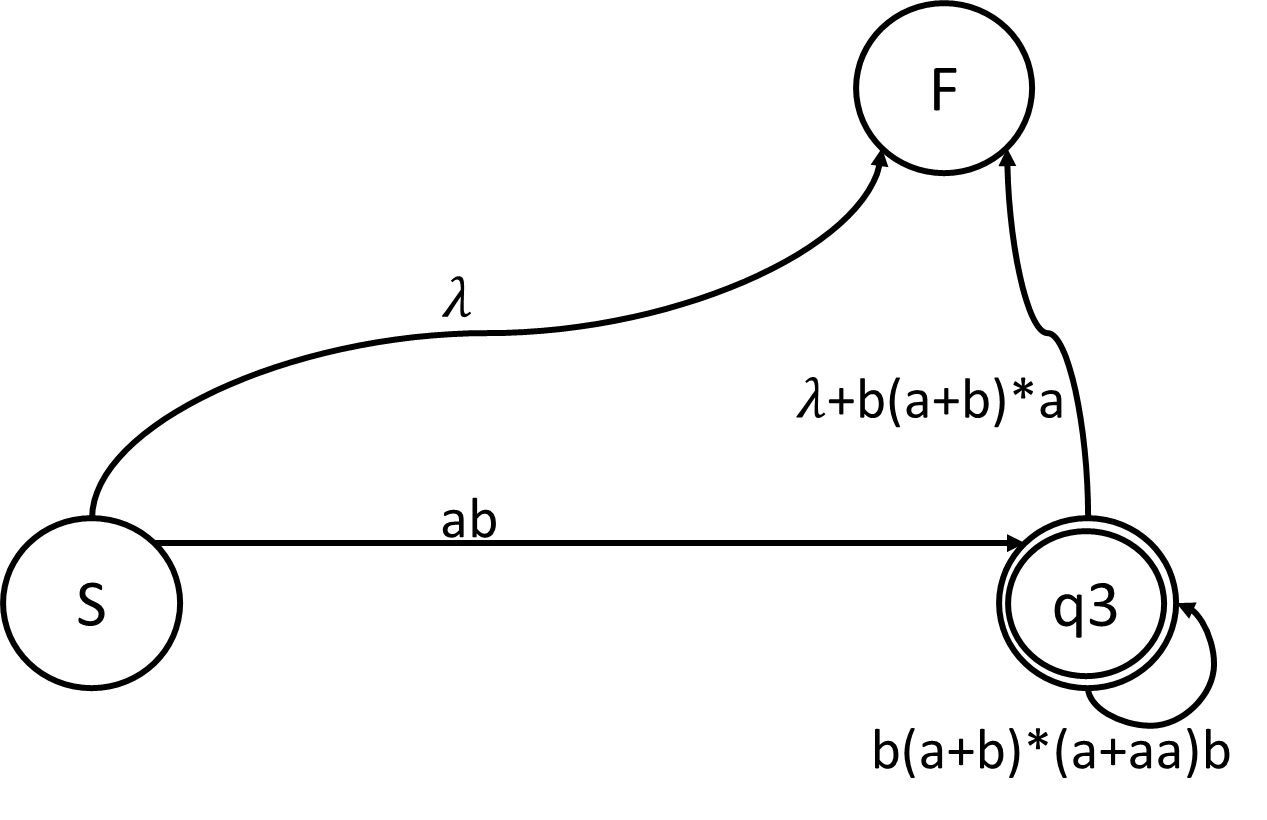 F
λ
λ+b(a+b)*a
ab
S
q3
b(a+b)*(a+aa)b